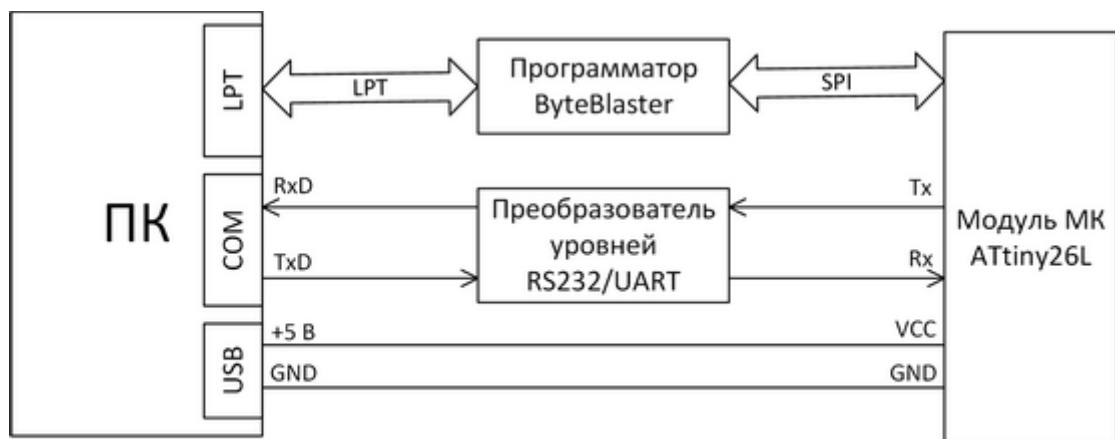 ПК
LPT
LPT
Программатор
ByteBlaster
SPI
COM
RxD
TxD
Преобразователь
уровней
RS232/UART
Tx
Rx
Модуль МК
ATtiny26L
USB
+5 В
VCC
GND
GND